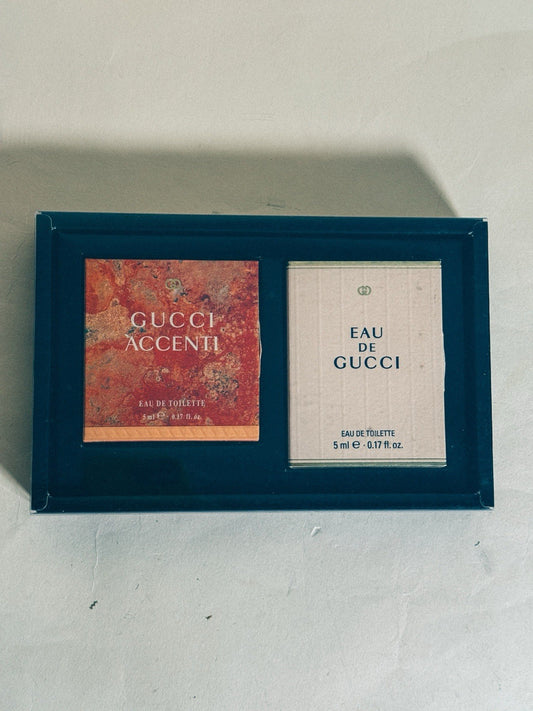 GUCCI
ACCENTI
EAU DE TOILETTE
5 ml e · 0.17 fl. oz.
EAU
DE
GUCCI
EAU DE TOILETTE
5 ml e · 0.17 fl. oz.